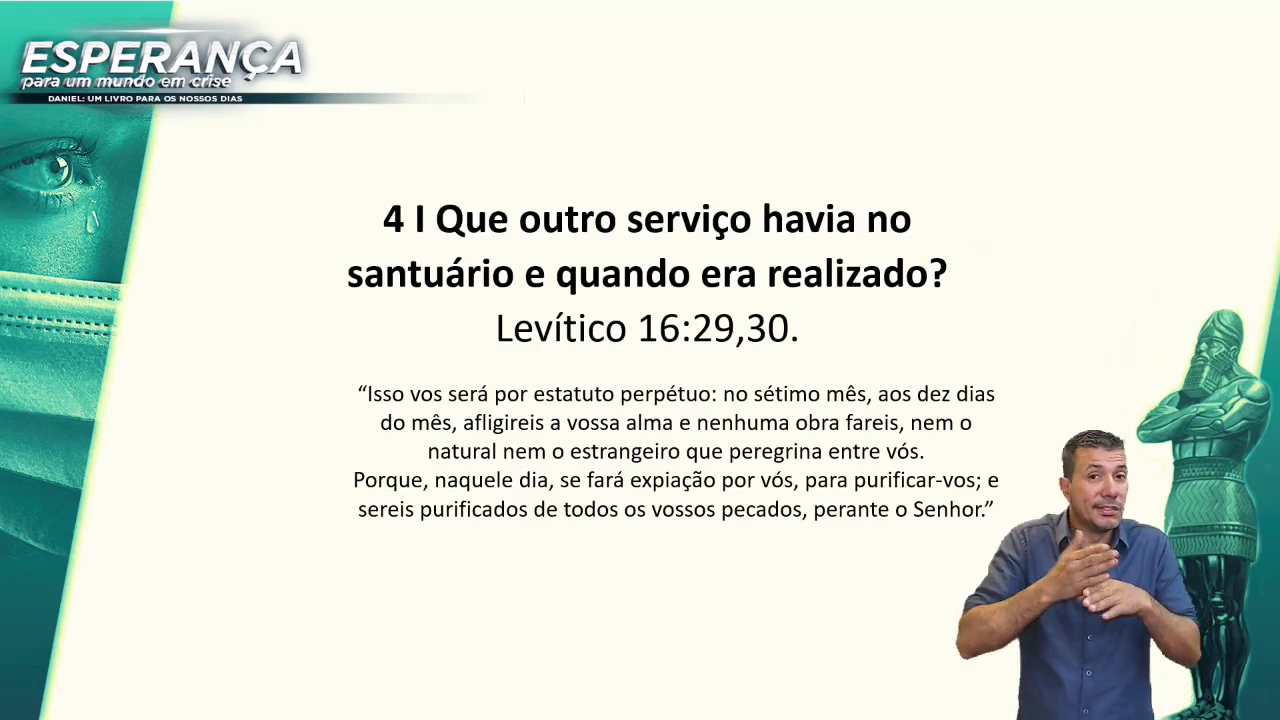 ESPERANÇA
para um mundo em crise
DANIEL: UM LIVRO PARA OS NOSSOS DIAS
4 I Que outro serviço havia no
santuário e quando era realizado?
Levítico 16:29,30.
“Isso vos será por estatuto perpétuo: no sétimo mês, aos dez dias
do mês, afligireis a vossa alma e nenhuma obra fareis, nem o
natural nem o estrangeiro que peregrina entre vós.
Porque, naquele dia, se fará expiação por vós, para purificar-vos; e
sereis purificados de todos os vossos pecados, perante o Senhor.”